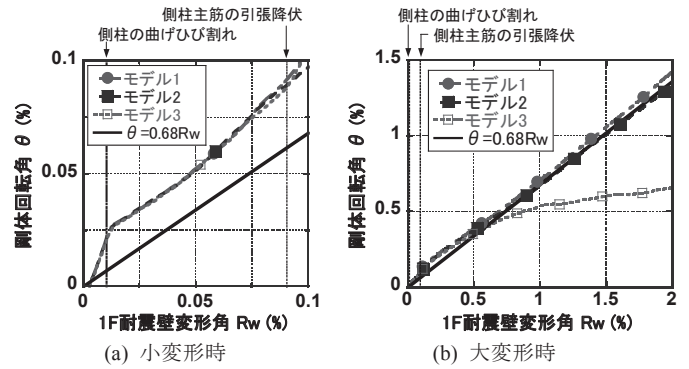 側柱の曲げひび割れ
側柱主筋の引張降伏
0.1
0.05
0
剛体回転角 θ (%)
モデル1
モデル2
モデル3
θ=0.68Rw
0
0.05
0.1
1F耐震壁変形角 Rw (%)
(a) 小変形時
側柱の曲げひび割れ
側柱主筋の引張降伏
1.5
1.0
0.5
0
剛体回転角 θ (%)
モデル1
モデル2
モデル3
θ=0.68Rw
0
0.5
1
1.5
2
1F耐震壁変形角 Rw (%)
(b) 大変形時